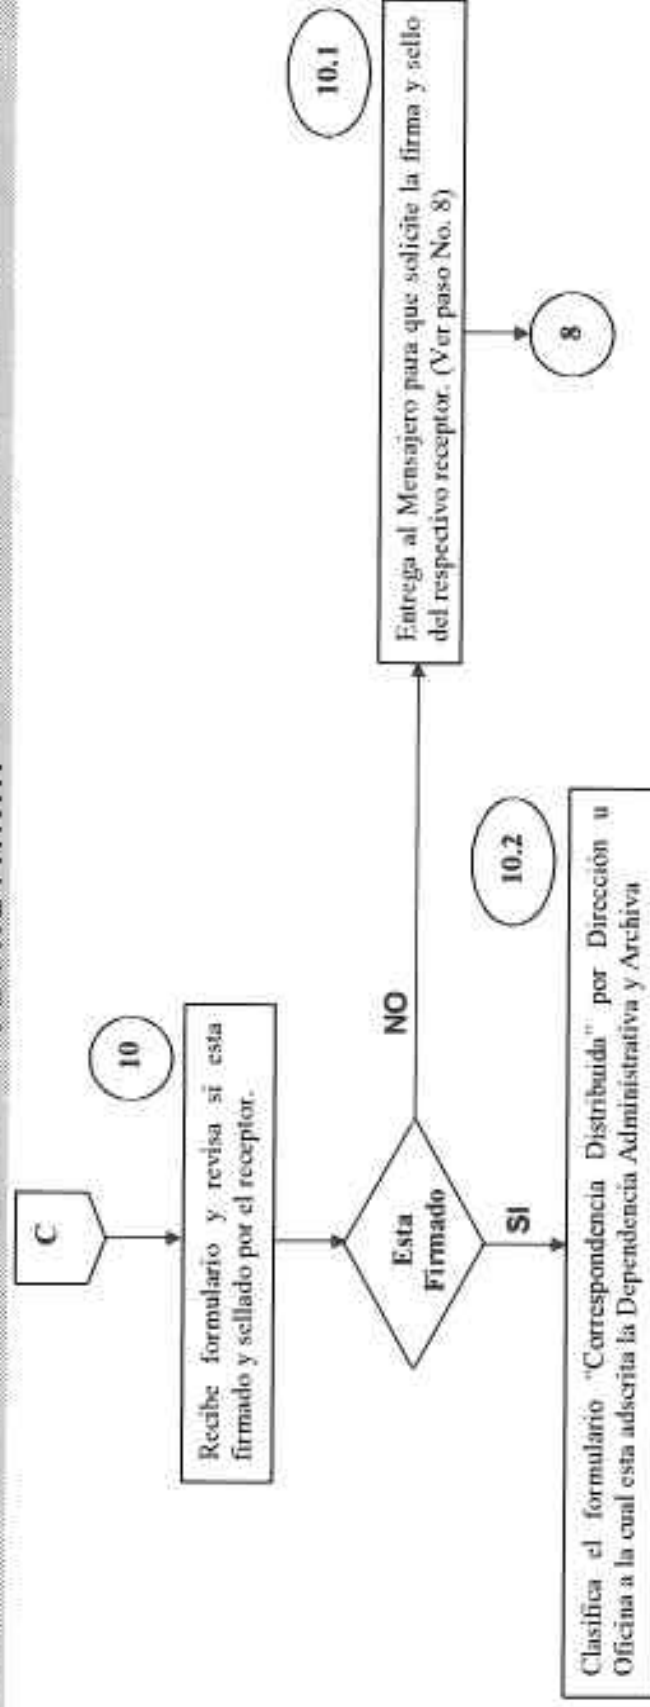 C
10
Recibe formulario y revisa si esta
firmado y sellado por el receptor.
Esta
Firmado
NO
10.1
Entrega al Mensajero para que solicite la firma y sello
del respectivo receptor. (Ver paso No. 8)
8
SI
10.2
Clasifica el formulario "Correspondencia Distribuida" por Dirección u
Oficina a la cual esta adscrita la Dependencia Administrativa y Archiva